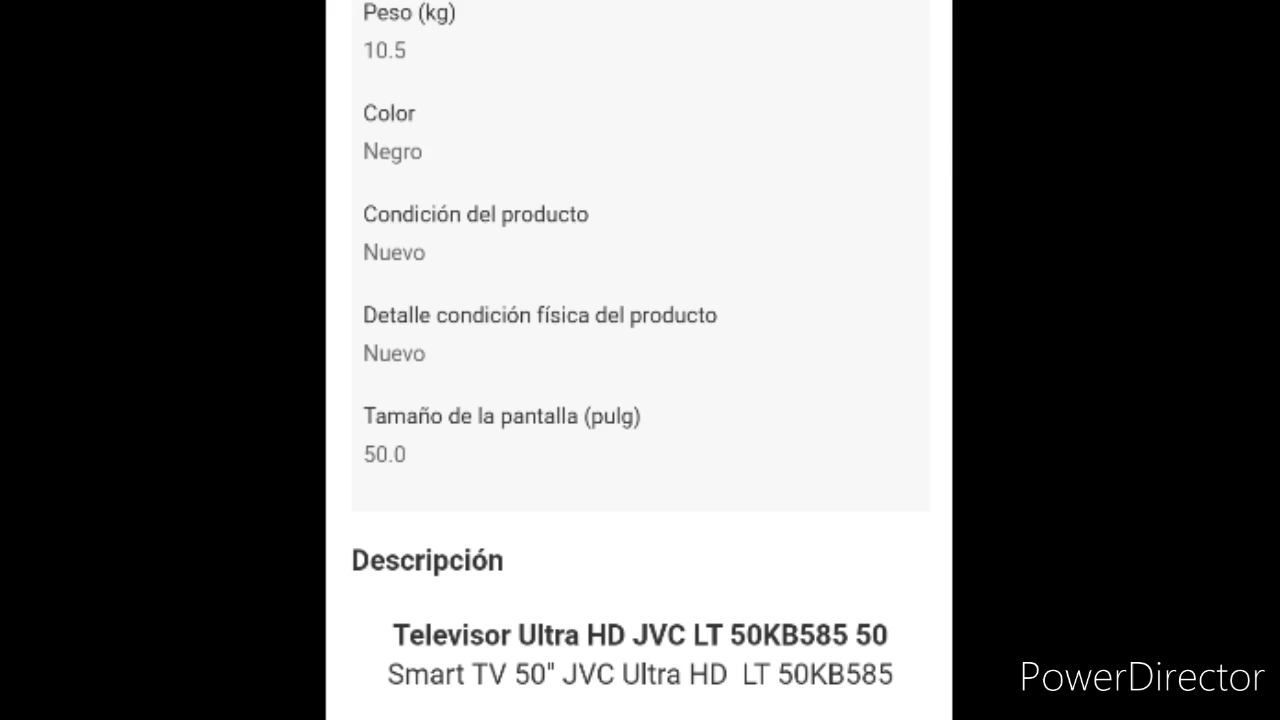 Peso (kg)
10.5
Color
Negro
Condición del producto
Nuevo
Detalle condición física del producto
Nuevo
Tamaño de la pantalla (pulg)
50.0
Descripción
Televisor Ultra HD JVC LT 50KB585 50
Smart TV 50" JVC Ultra HD LT 50KB585
PowerDirector